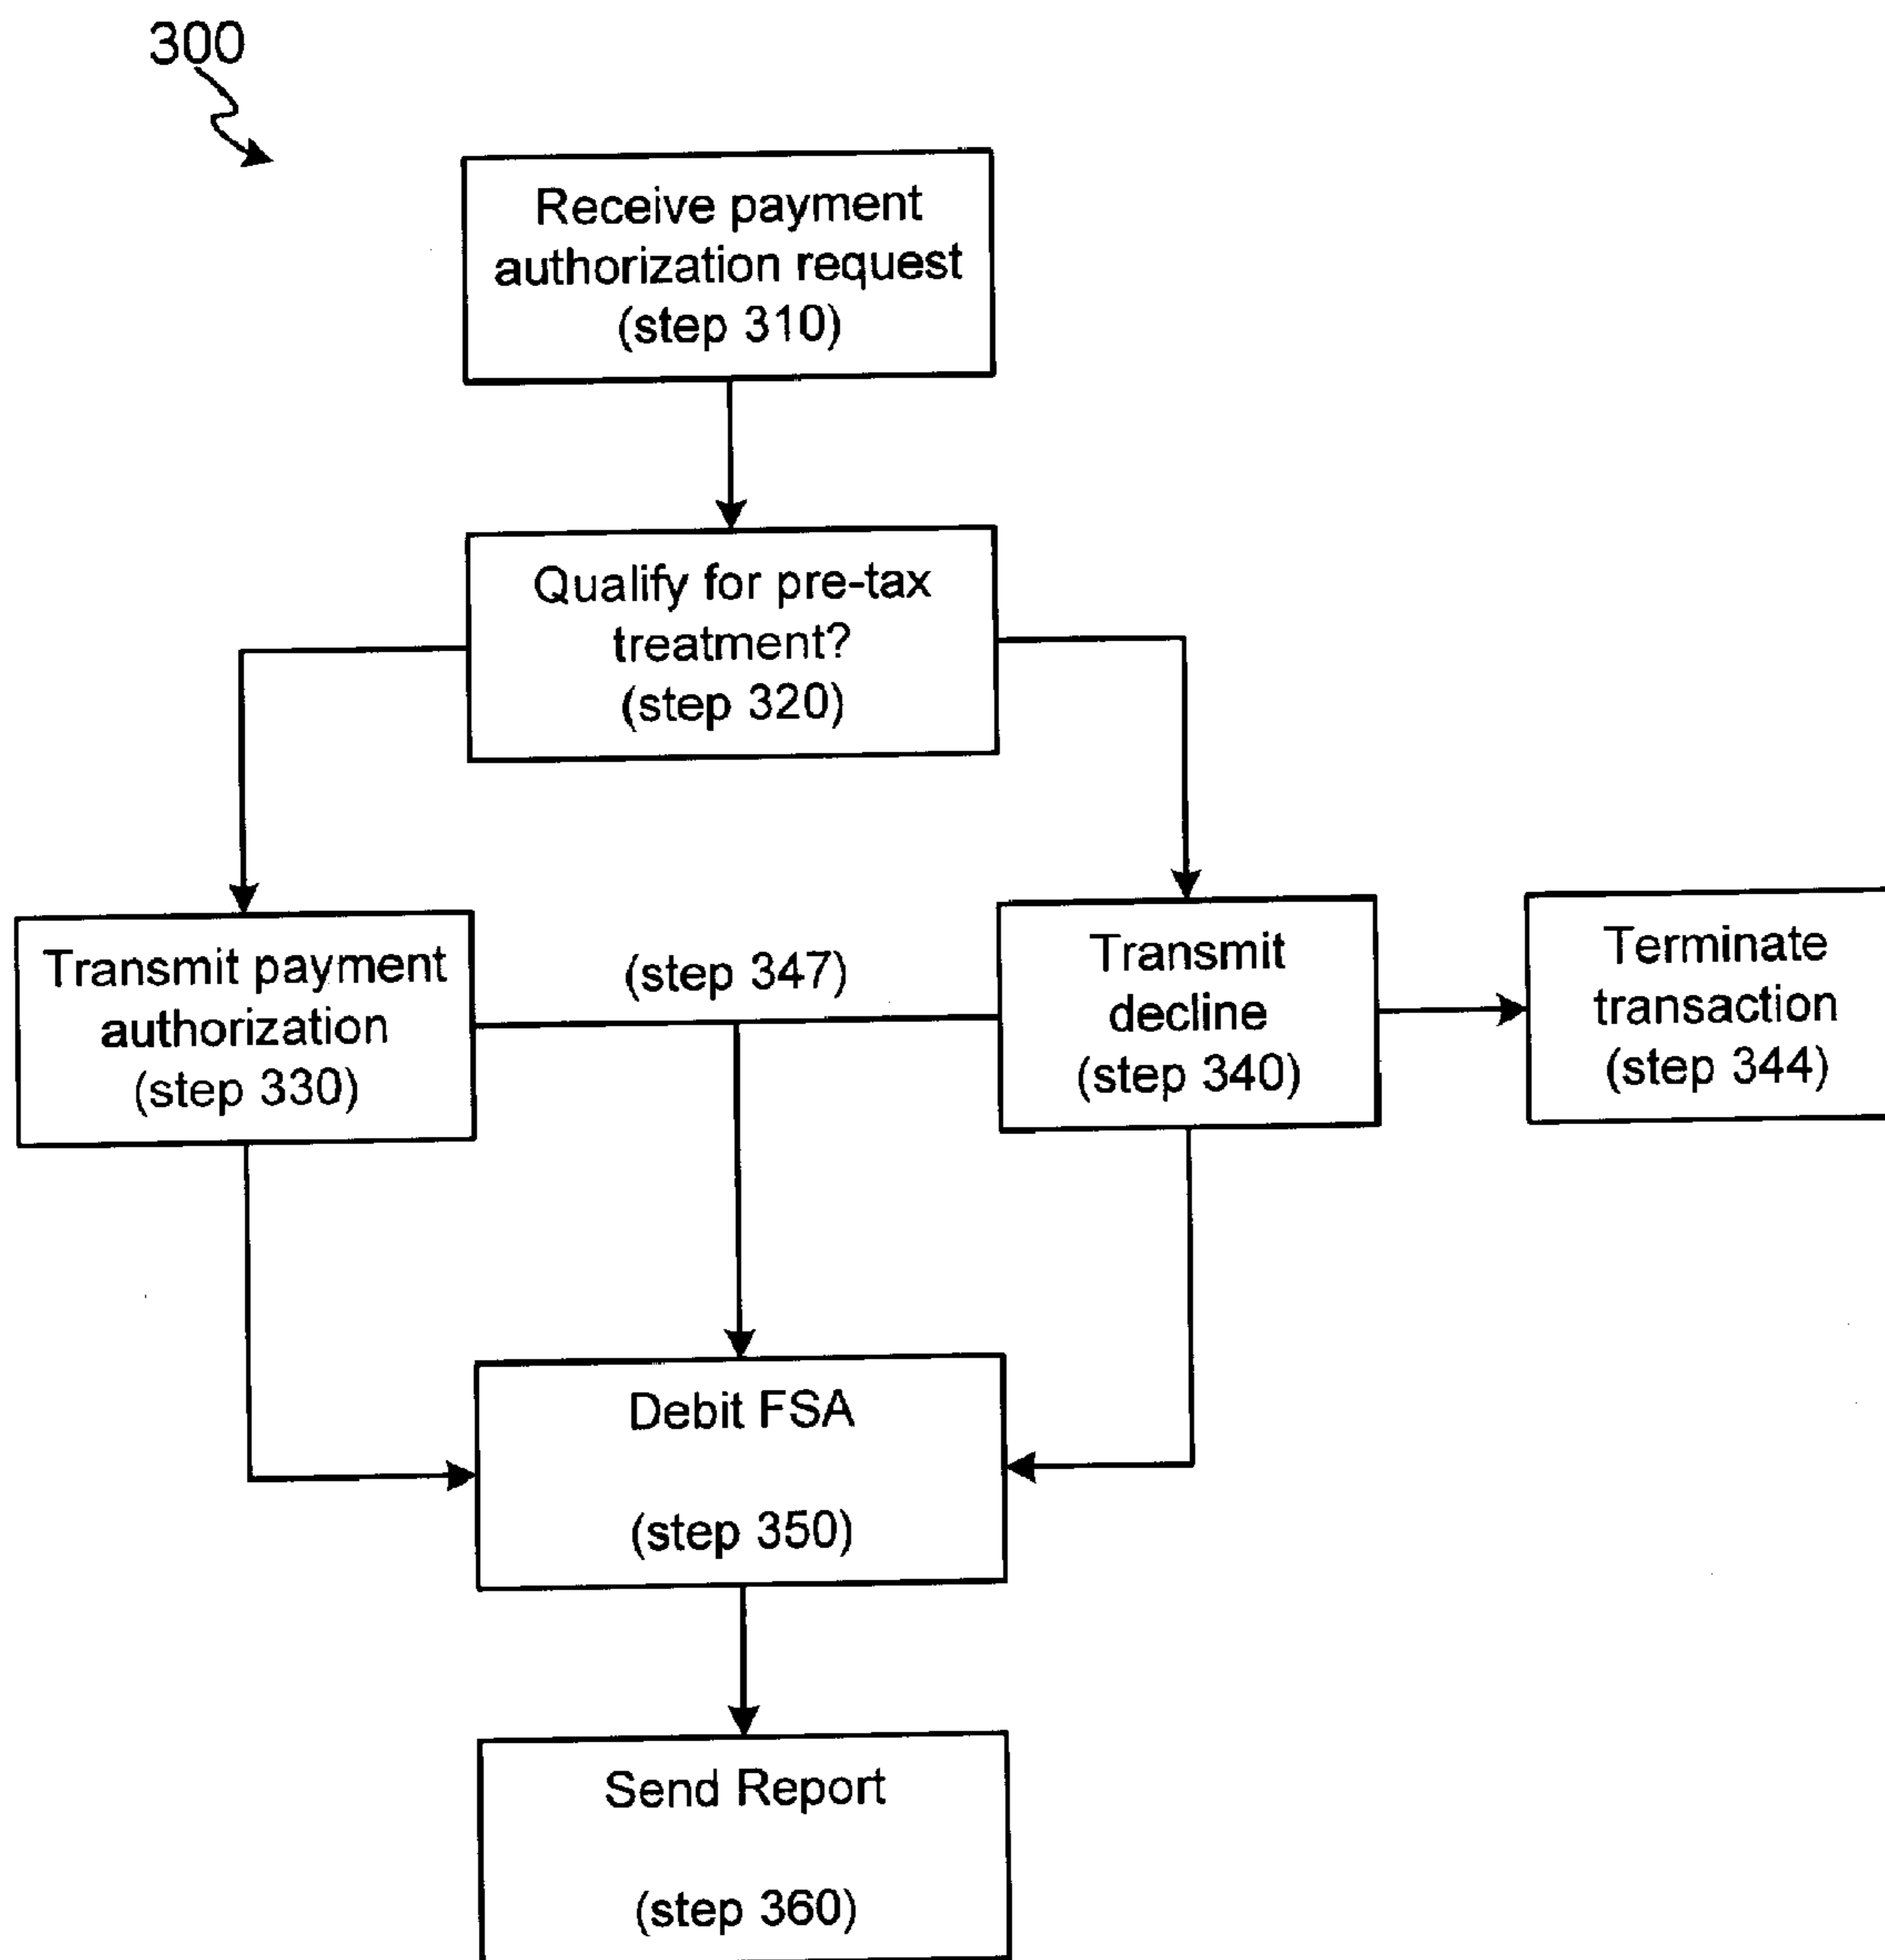 300
Receive payment
authorization request
(step 310)
Qualify for pre-tax
treatment?
(step 320)
Transmit payment
authorization
(step 330)
(step 347)
Transmit
decline
(step 340)
Terminate
transaction
(step 344)
Debit FSA
(step 350)
Send Report
(step 360)